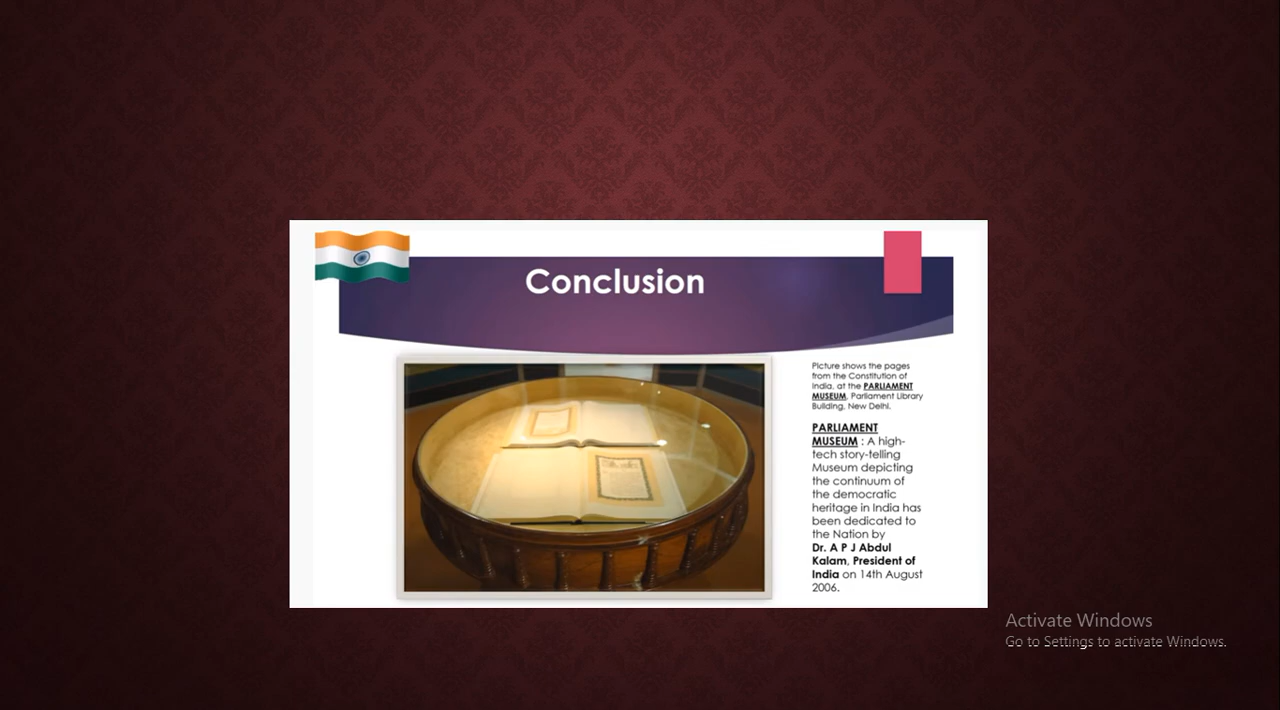 Conclusion
Picture shows the pages
from the Constitution of
India, at the PARLIAMENT
MUSEUM, Parliament Library
Building, New Delhi.
PARLIAMENT
MUSEUM : A high-
tech story-telling
Museum depicting
the continuum of
the democratic
heritage in India has
been dedicated to
the Nation by
Dr. A P J Abdul
Kalam, President of
India on 14th August
2006.
Activate Windows
Go to Settings to activate Windows.